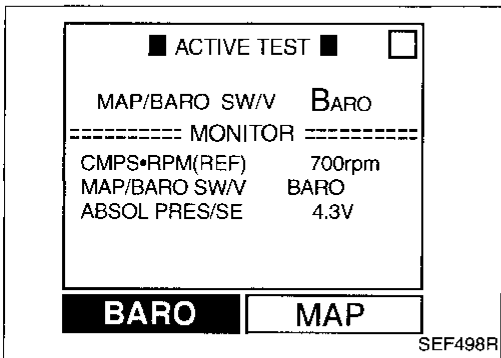 ■ ACTIVE TEST ■
MAP/BARO SW/V BARO
========== MONITOR ==========
CMPS•RPM(REF) 700rpm
MAP/BARO SW/V BARO
ABSOL PRES/SE 4.3V
BARO MAP
SEF498R